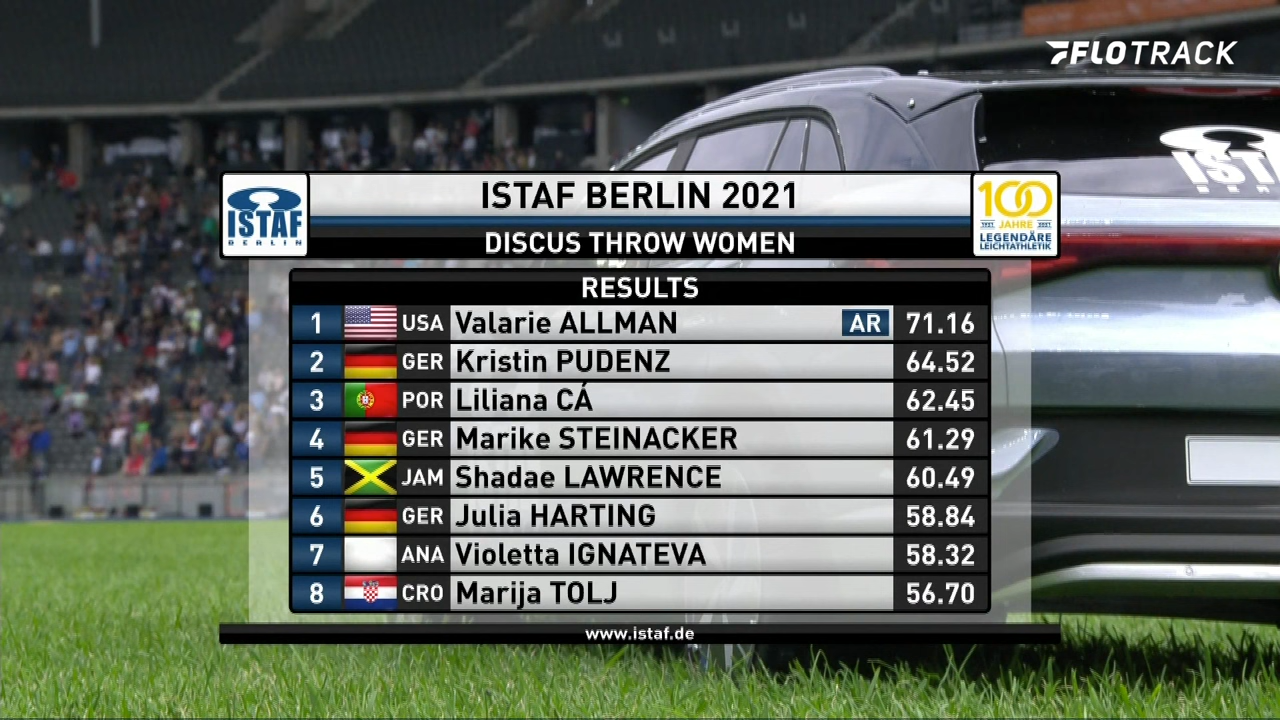 FLOTRACK
ISTAF BERLIN 2021
ISTAF
BERLIN
100
JAHRE
LEGENDÄRE
LEICHTATHLETIK
DISCUS THROW WOMEN
RESULTS
1 USA Valarie ALLMAN AR 71.16
2 GER Kristin PUDENZ 64.52
3 POR Liliana CÁ 62.45
4 GER Marike STEINACKER 61.29
5 JAM Shadae LAWRENCE 60.49
6 GER Julia HARTING 58.84
7 ANA Violetta IGNATEVA 58.32
8 CRO Marija TOLJ 56.70
www.istaf.de